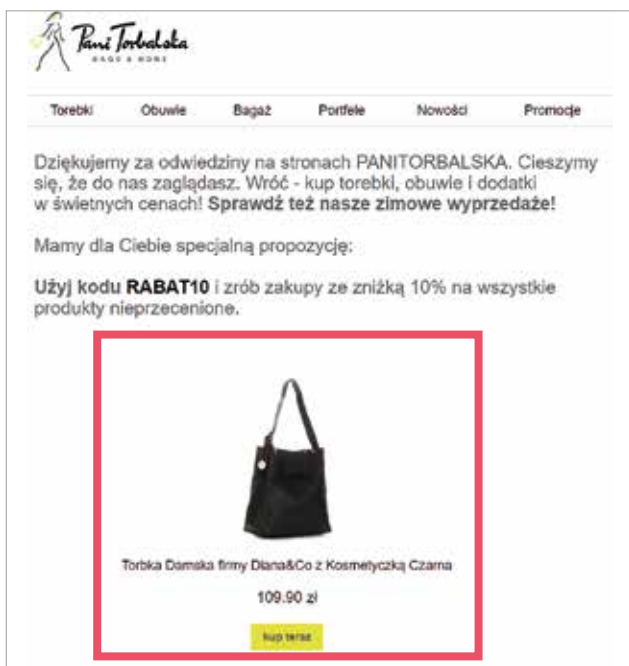 Pani Torbalska
BAGS & MORE
Torebki Obuwie Bagaż Portfele Nowości Promocje
Dziękujemy za odwiedziny na stronach PANITORBALSKA. Cieszymy
się, że do nas zaglądasz. Wróć - kup torebki, obuwie i dodatki
w świetnych cenach! Sprawdź też nasze zimowe wyprzedaże!
Mamy dla Ciebie specjalną propozycję:
Użyj kodu RABAT10 i zrób zakupy ze zniżką 10% na wszystkie
produkty nieprzecenione.
Torbka Damska firmy Diana&Co z Kosmetyczką Czarna
109.90 zł
kup teraz